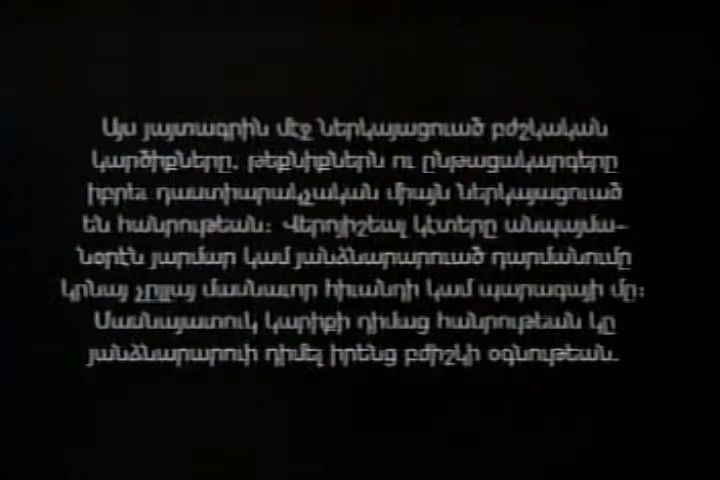 Այս յայտագրին մէջ ներկայացուած բժշկական
կարծիքները, թեքնիքներն ու ընթացակարգերը
իբրեւ դաստիարակչական միայն ներկայացուած
են հանրութեան։ Վերոյիշեալ կէտերը անպայմա-
նօրէն յարմար կամ յանձնարարուած դարմանումը
կրնայ չըլլայ մասնաւոր հիւանդի կամ պարագայի մը։
Մասնայատուկ կարիքի դիմաց հանրութեան կը
յանձնարարուի դիմել իրենց բժիշկի օգնութեան.